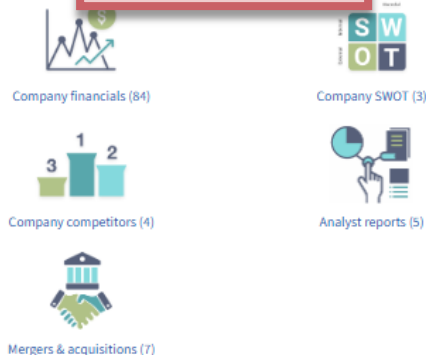 $
S W
O T
Company financials (84)
Company SWOT (3)
1
3 2
Company competitors (4)
Analyst reports (5)
Mergers & acquisitions (7)